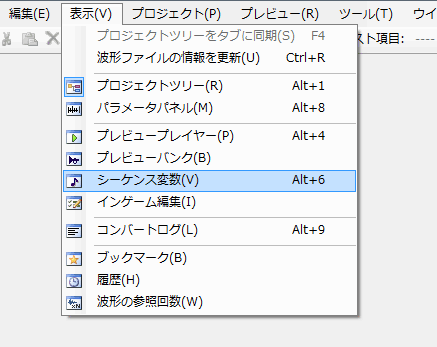 編集(E) 表示(V) プロジェクト(P) プレビュー(R) ツール(T) ウイ
プロジェクトツリーをタブに同期(S) F4
スト項目: ----
波形ファイルの情報を更新(U) Ctrl+R
プロジェクトツリー(R) Alt+1
パラメータパネル(M) Alt+8
プレビュープレイヤー(P) Alt+4
プレビューバンク(B)
シーケンス変数(V) Alt+6
インゲーム編集(I)
コンバートログ(L) Alt+9
ブックマーク(B)
履歴(H)
波形の参照回数(W)